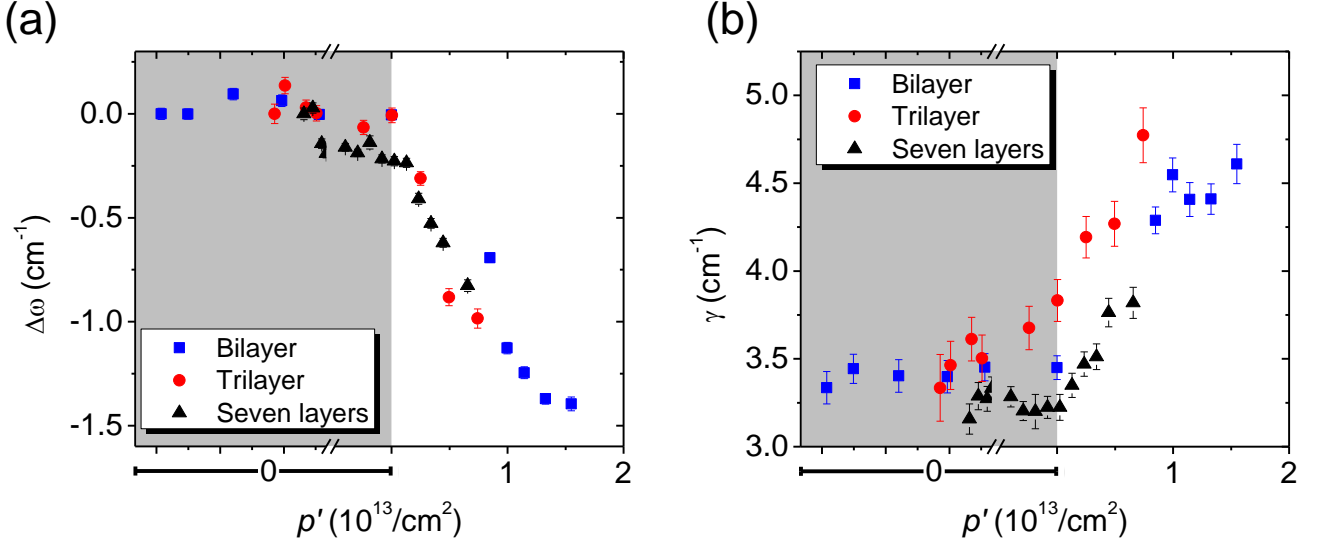 (a)
0.0
-0.5
-1.0
-1.5
Δω (cm⁻¹)
Bilayer
Trilayer
Seven layers
0
1
2
p' (10¹³/cm²)
(b)
5.0
4.5
4.0
3.5
3.0
γ (cm⁻¹)
Bilayer
Trilayer
Seven layers
0
1
2
p' (10¹³/cm²)